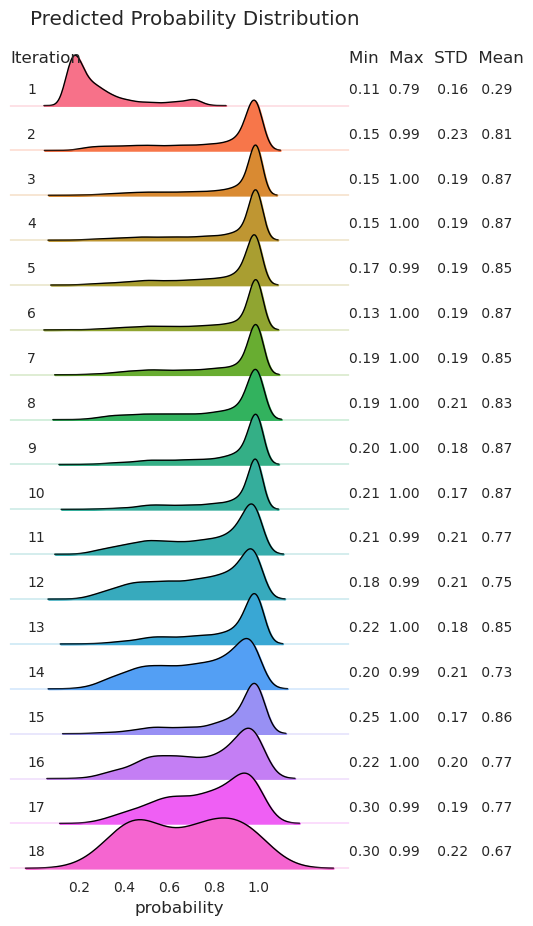 Predicted Probability Distribution
Iteration Min Max STD Mean
1 0.11 0.79 0.16 0.29
2 0.15 0.99 0.23 0.81
3 0.15 1.00 0.19 0.87
4 0.15 1.00 0.19 0.87
5 0.17 0.99 0.19 0.85
6 0.13 1.00 0.19 0.87
7 0.19 1.00 0.19 0.85
8 0.19 1.00 0.21 0.83
9 0.20 1.00 0.18 0.87
10 0.21 1.00 0.17 0.87
11 0.21 0.99 0.21 0.77
12 0.18 0.99 0.21 0.75
13 0.22 1.00 0.18 0.85
14 0.20 0.99 0.21 0.73
15 0.25 1.00 0.17 0.86
16 0.22 1.00 0.20 0.77
17 0.30 0.99 0.19 0.77
18 0.30 0.99 0.22 0.67
0.2 0.4 0.6 0.8 1.0
probability